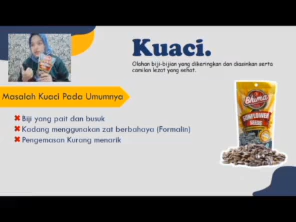 Kuaci.
Olahan biji-bijian yang dikeringkan dan diasinkan serta
camilan lezat yang sehat.
Masalah Kuaci Pada Umumnya
Biji yang pait dan busuk
Kadang menggunakan zat berbahaya (Formalin)
Pengemasan Kurang menarik
SUNFLOWER
SEEDS